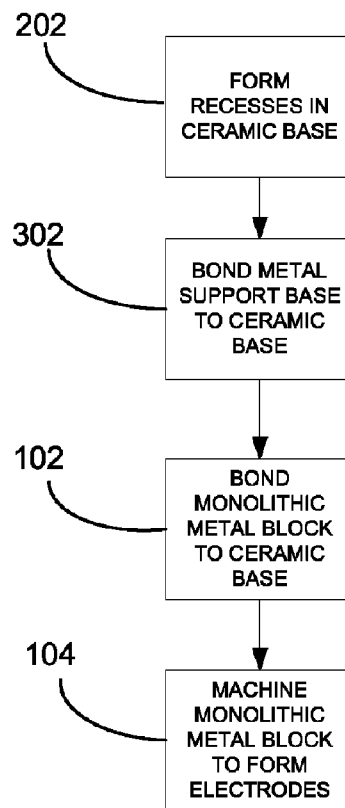 202
FORM
RECESSES IN
CERAMIC BASE
302
BOND METAL
SUPPORT BASE
TO CERAMIC
BASE
102
BOND
MONOLITHIC
METAL BLOCK
TO CERAMIC
BASE
104
MACHINE
MONOLITHIC
METAL BLOCK
TO FORM
ELECTRODES